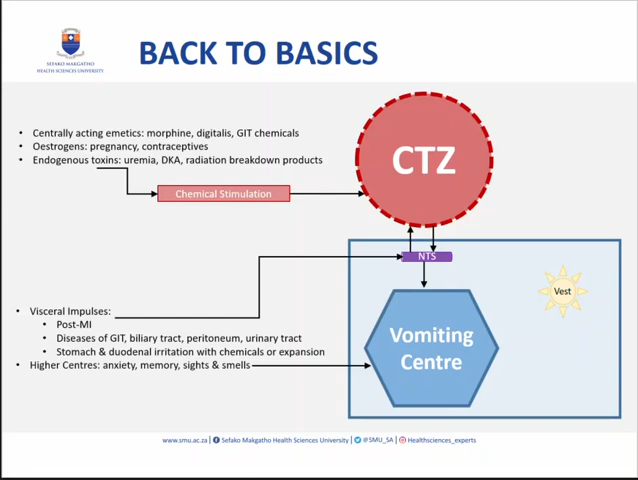 SEFAKO MAKGATHO
HEALTH SCIENCES UNIVERSITY
BACK TO BASICS
• Centrally acting emetics: morphine, digitalis, GIT chemicals
• Oestrogens: pregnancy, contraceptives
• Endogenous toxins: uremia, DKA, radiation breakdown products
Chemical Stimulation
CTZ
NTS
Vest
Vomiting
Centre
• Visceral Impulses:
• Post-MI
• Diseases of GIT, biliary tract, peritoneum, urinary tract
• Stomach & duodenal irritation with chemicals or expansion
• Higher Centres: anxiety, memory, sights & smells
www.smu.ac.za | Sefako Makgatho Health Sciences University | @SMU_SA | Healthsciences_experts